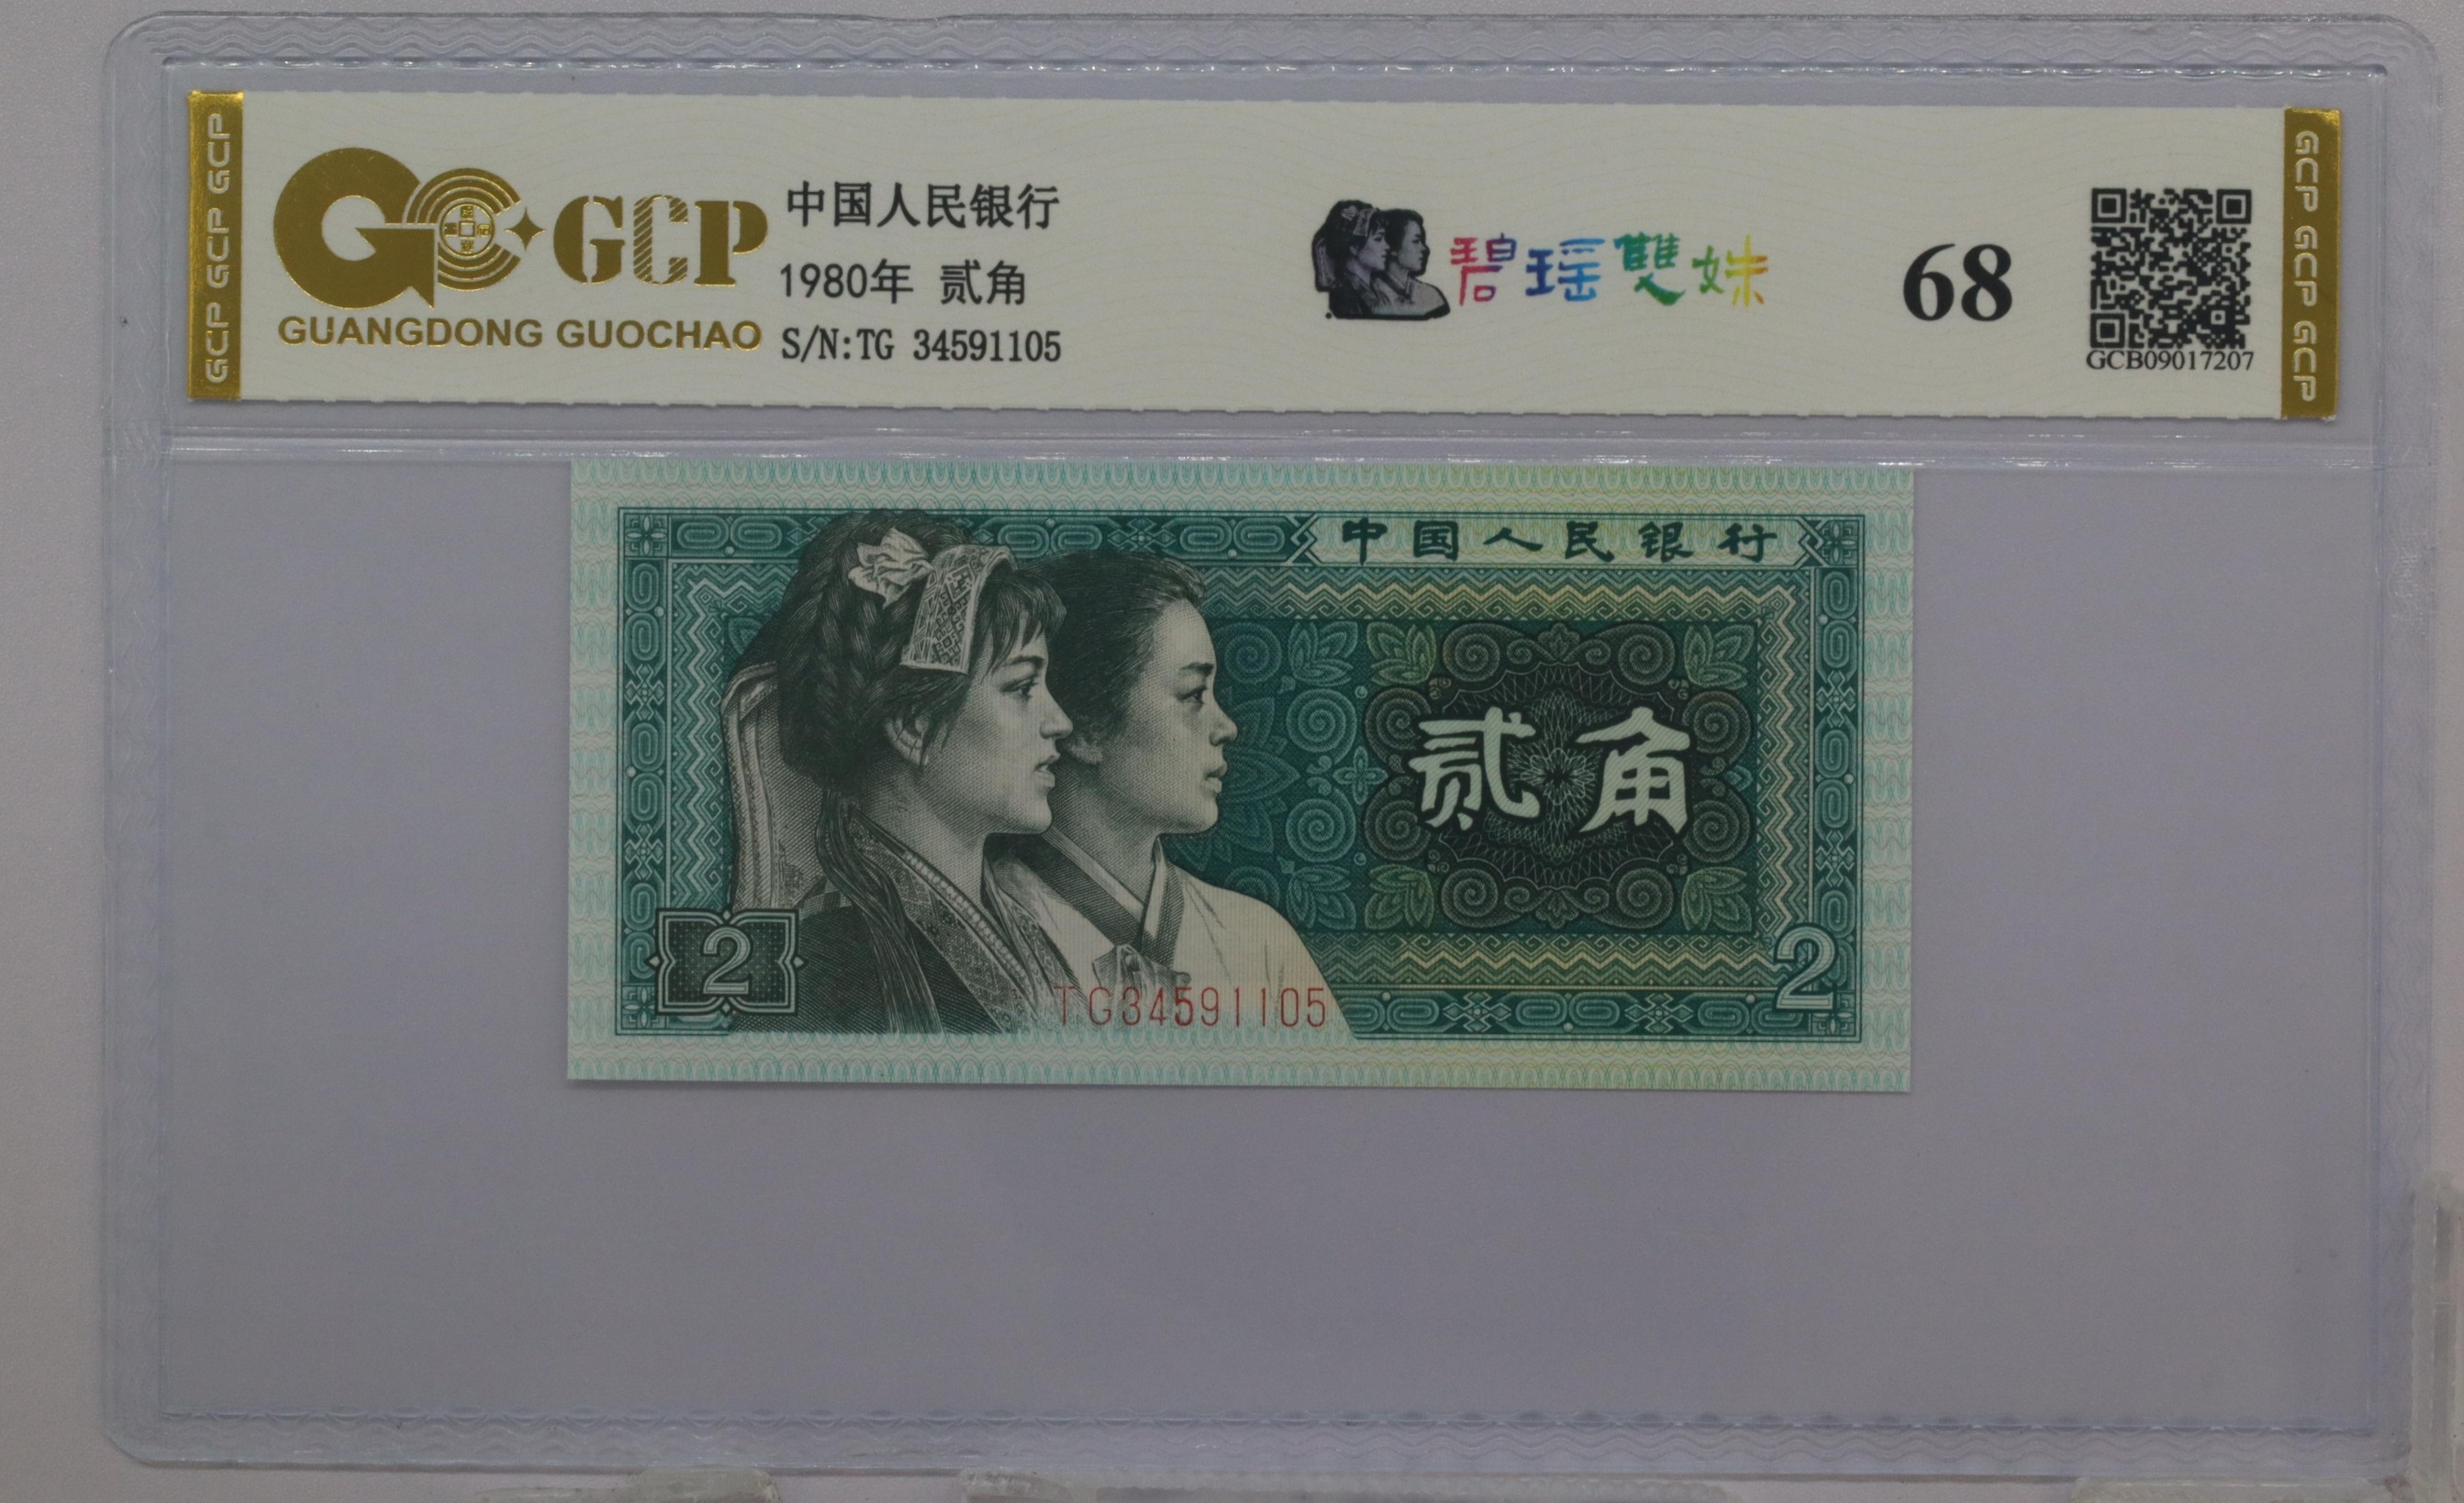 GCP GCP GCP
GCP
GUANGDONG GUOCHAO
中国人民银行
1980年 贰角
S/N:TG 34591105
碧瑶雙姝
68
GCB09017207
GCP GCP GCP
中国人民银行
贰角
2
TG34591105
2